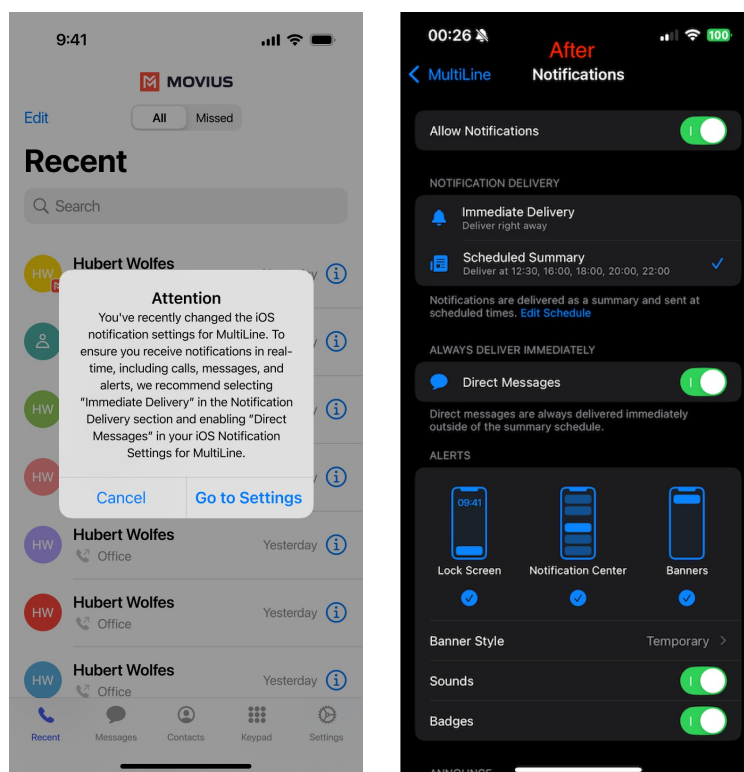 9:41
MOVIUS
Edit
All
Missed
Recent
Search
HW
Hubert Wolfes
Attention
You've recently changed the iOS
notification settings for MultiLine. To
ensure you receive notifications in real-
time, including calls, messages, and
alerts, we recommend selecting
"Immediate Delivery" in the Notification
Delivery section and enabling "Direct
Messages" in your iOS Notification
Settings for MultiLine.
Cancel
Go to Settings
HW
HW
HW
Hubert Wolfes
Office
Yesterday
HW
Hubert Wolfes
Office
Yesterday
HW
Hubert Wolfes
Office
Yesterday
Recent
Messages
Contacts
Keypad
Settings
00:26
After
100
MultiLine
Notifications
Allow Notifications
NOTIFICATION DELIVERY
Immediate Delivery
Deliver right away
Scheduled Summary
Deliver at 12:30, 16:00, 18:00, 20:00, 22:00
Notifications are delivered as a summary and sent at
scheduled times. Edit Schedule
ALWAYS DELIVER IMMEDIATELY
Direct Messages
Direct messages are always delivered immediately
outside of the summary schedule.
ALERTS
09:41
Lock Screen
Notification Center
Banners
Banner Style
Temporary
Sounds
Badges